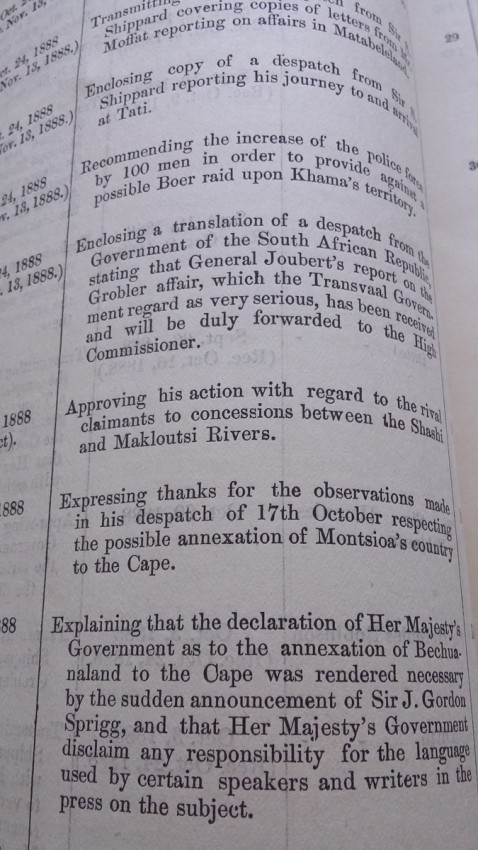 Oct. 24, 1888
Nov. 13, 1888.)
24, 1888
13, 1888.)
24, 1888
13, 1888.)
24, 1888
13, 1888.)
1888
1888
88
Transmitting from Sir
Shippard covering copies of letters from
Moffat reporting on affairs in Matabeleland.
Enclosing copy of a despatch from Sir
Shippard reporting his journey to and arrival
at Tati.
Recommending the increase of the police force
by 100 men in order to provide against a
possible Boer raid upon Khama's territory.
Enclosing a translation of a despatch from the
Government of the South African Republic,
stating that General Joubert's report on the
Grobler affair, which the Transvaal Govern-
ment regard as very serious, has been received
and will be duly forwarded to the High
Commissioner.
Approving his action with regard to the rival
claimants to concessions between the Shashi
and Makloutsi Rivers.
Expressing thanks for the observations made
in his despatch of 17th October respecting
the possible annexation of Montsioa's country
to the Cape.
Explaining that the declaration of Her Majesty's
Government as to the annexation of Bechua-
naland to the Cape was rendered necessary
by the sudden announcement of Sir J. Gordon
Sprigg, and that Her Majesty's Government
disclaim any responsibility for the language
used by certain speakers and writers in the
press on the subject.
29